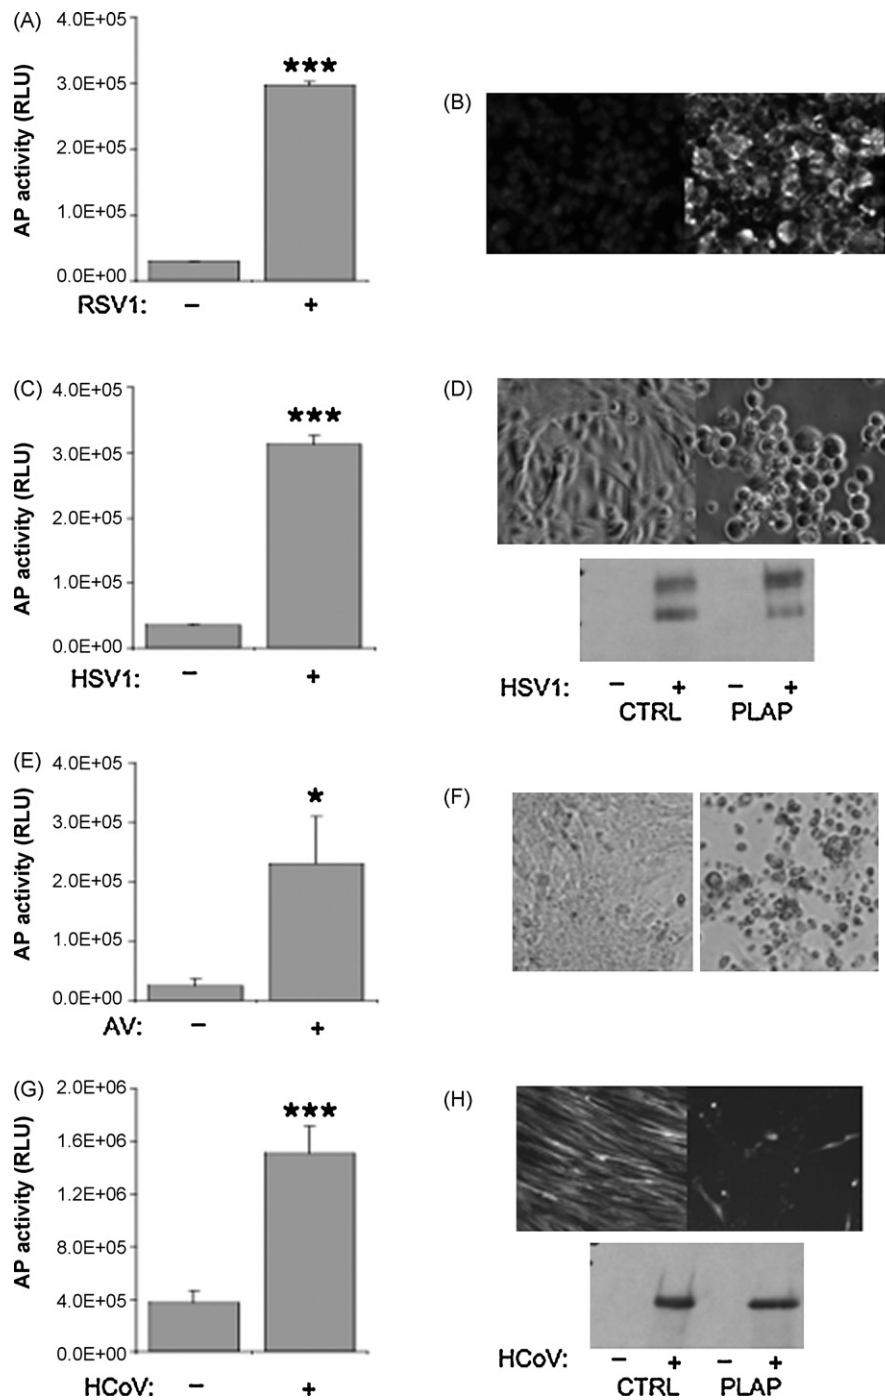 (A)
AP activity (RLU)
4.0E+05
3.0E+05
2.0E+05
1.0E+05
0.0E+00
RSV1: – +
★★★
(B)
(C)
AP activity (RLU)
4.0E+05
3.0E+05
2.0E+05
1.0E+05
0.0E+00
HSV1: – +
★★★
(D)
HSV1: – + – +
CTRL PLAP
(E)
AP activity (RLU)
4.0E+05
3.0E+05
2.0E+05
1.0E+05
0.0E+00
AV: – +
★
(F)
(G)
AP activity (RLU)
2.0E+06
1.6E+06
1.2E+06
8.0E+05
4.0E+05
0.0E+00
HCoV: – +
★★★
(H)
HCoV: – + – +
CTRL PLAP